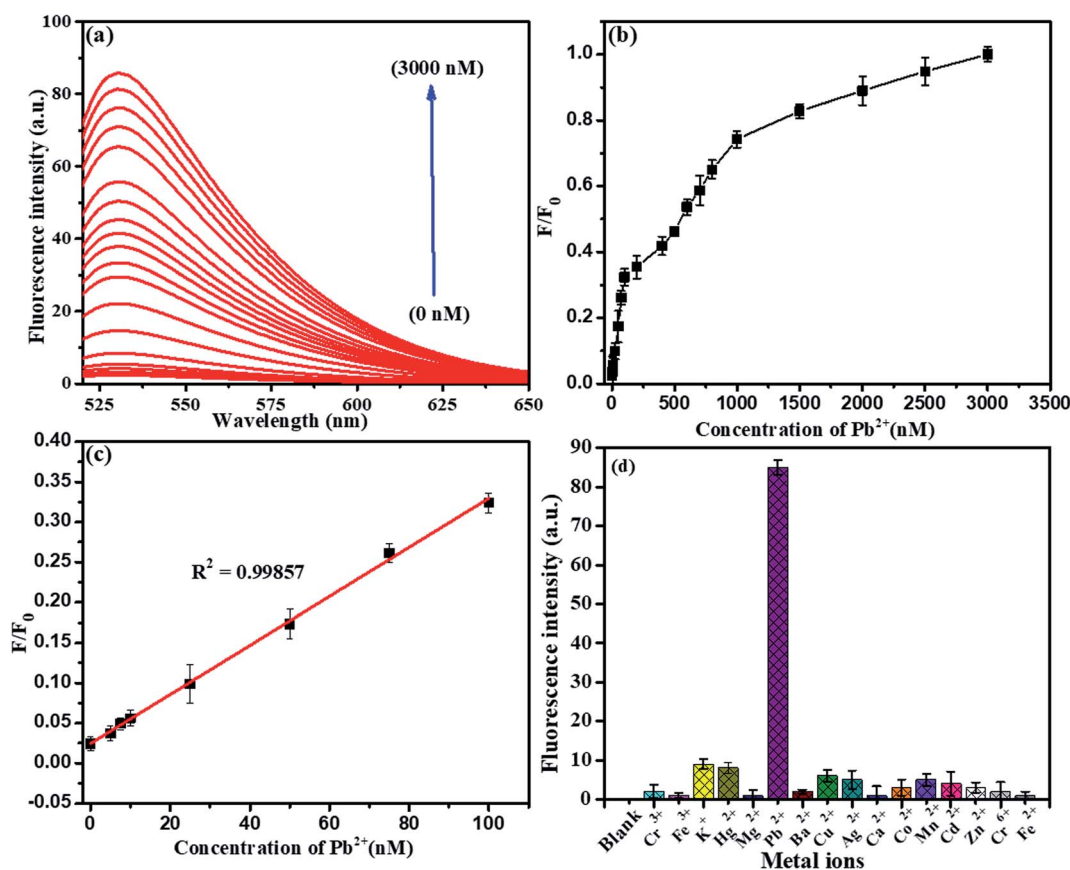 (a)
(3000 nM)
(0 nM)
Fluorescence intensity (a.u.)
100
80
60
40
20
0
525 550 575 600 625 650
Wavelength (nm)
(b)
F/F₀
1.0
0.8
0.6
0.4
0.2
0.0
0 500 1000 1500 2000 2500 3000 3500
Concentration of Pb²⁺(nM)
(c)
R² = 0.99857
F/F₀
0.40
0.35
0.30
0.25
0.20
0.15
0.10
0.05
0.00
-0.05
0 20 40 60 80 100
Concentration of Pb²⁺(nM)
(d)
Fluorescence intensity (a.u.)
90
80
70
60
50
40
30
20
10
0
Blank Cr³⁺ Fe³⁺ K⁺ Hg²⁺ Mg²⁺ Pb²⁺ Ba²⁺ Cu²⁺ Ag²⁺ Ca²⁺ Co²⁺ Mn²⁺ Cd²⁺ Zn²⁺ Cr⁶⁺ Fe²⁺
Metal ions